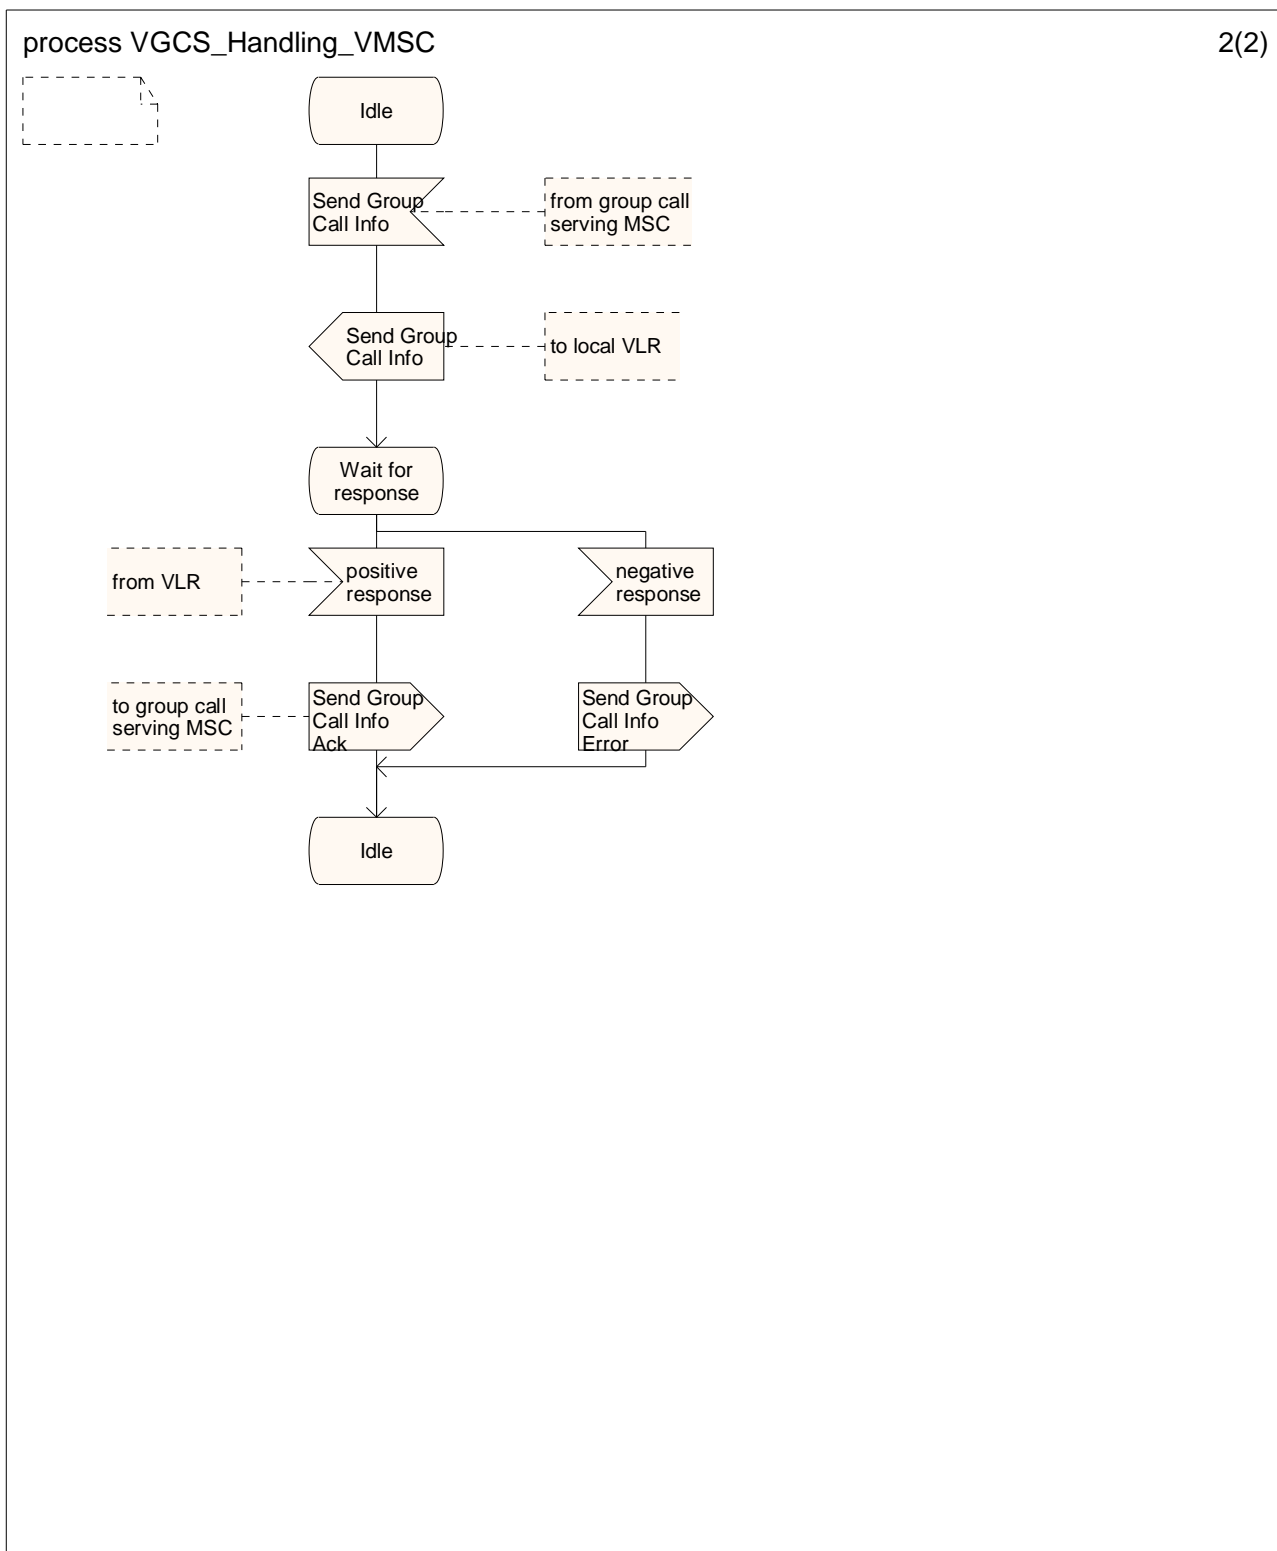 process VGCS_Handling_VMSC
2(2)
Idle
Send Group
Call Info
from group call
serving MSC
Send Group
Call Info
to local VLR
Wait for
response
from VLR
positive
response
negative
response
to group call
serving MSC
Send Group
Call Info
Ack
Send Group
Call Info
Error
Idle